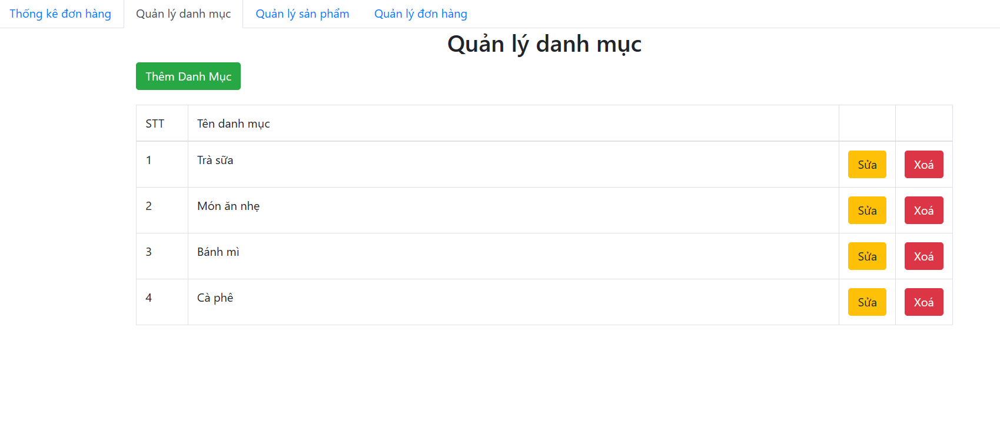 Thống kê đơn hàng Quản lý danh mục Quản lý sản phẩm Quản lý đơn hàng
Quản lý danh mục
Thêm Danh Mục
STT Tên danh mục
1 Trà sữa Sửa Xoá
2 Món ăn nhẹ Sửa Xoá
3 Bánh mì Sửa Xoá
4 Cà phê Sửa Xoá